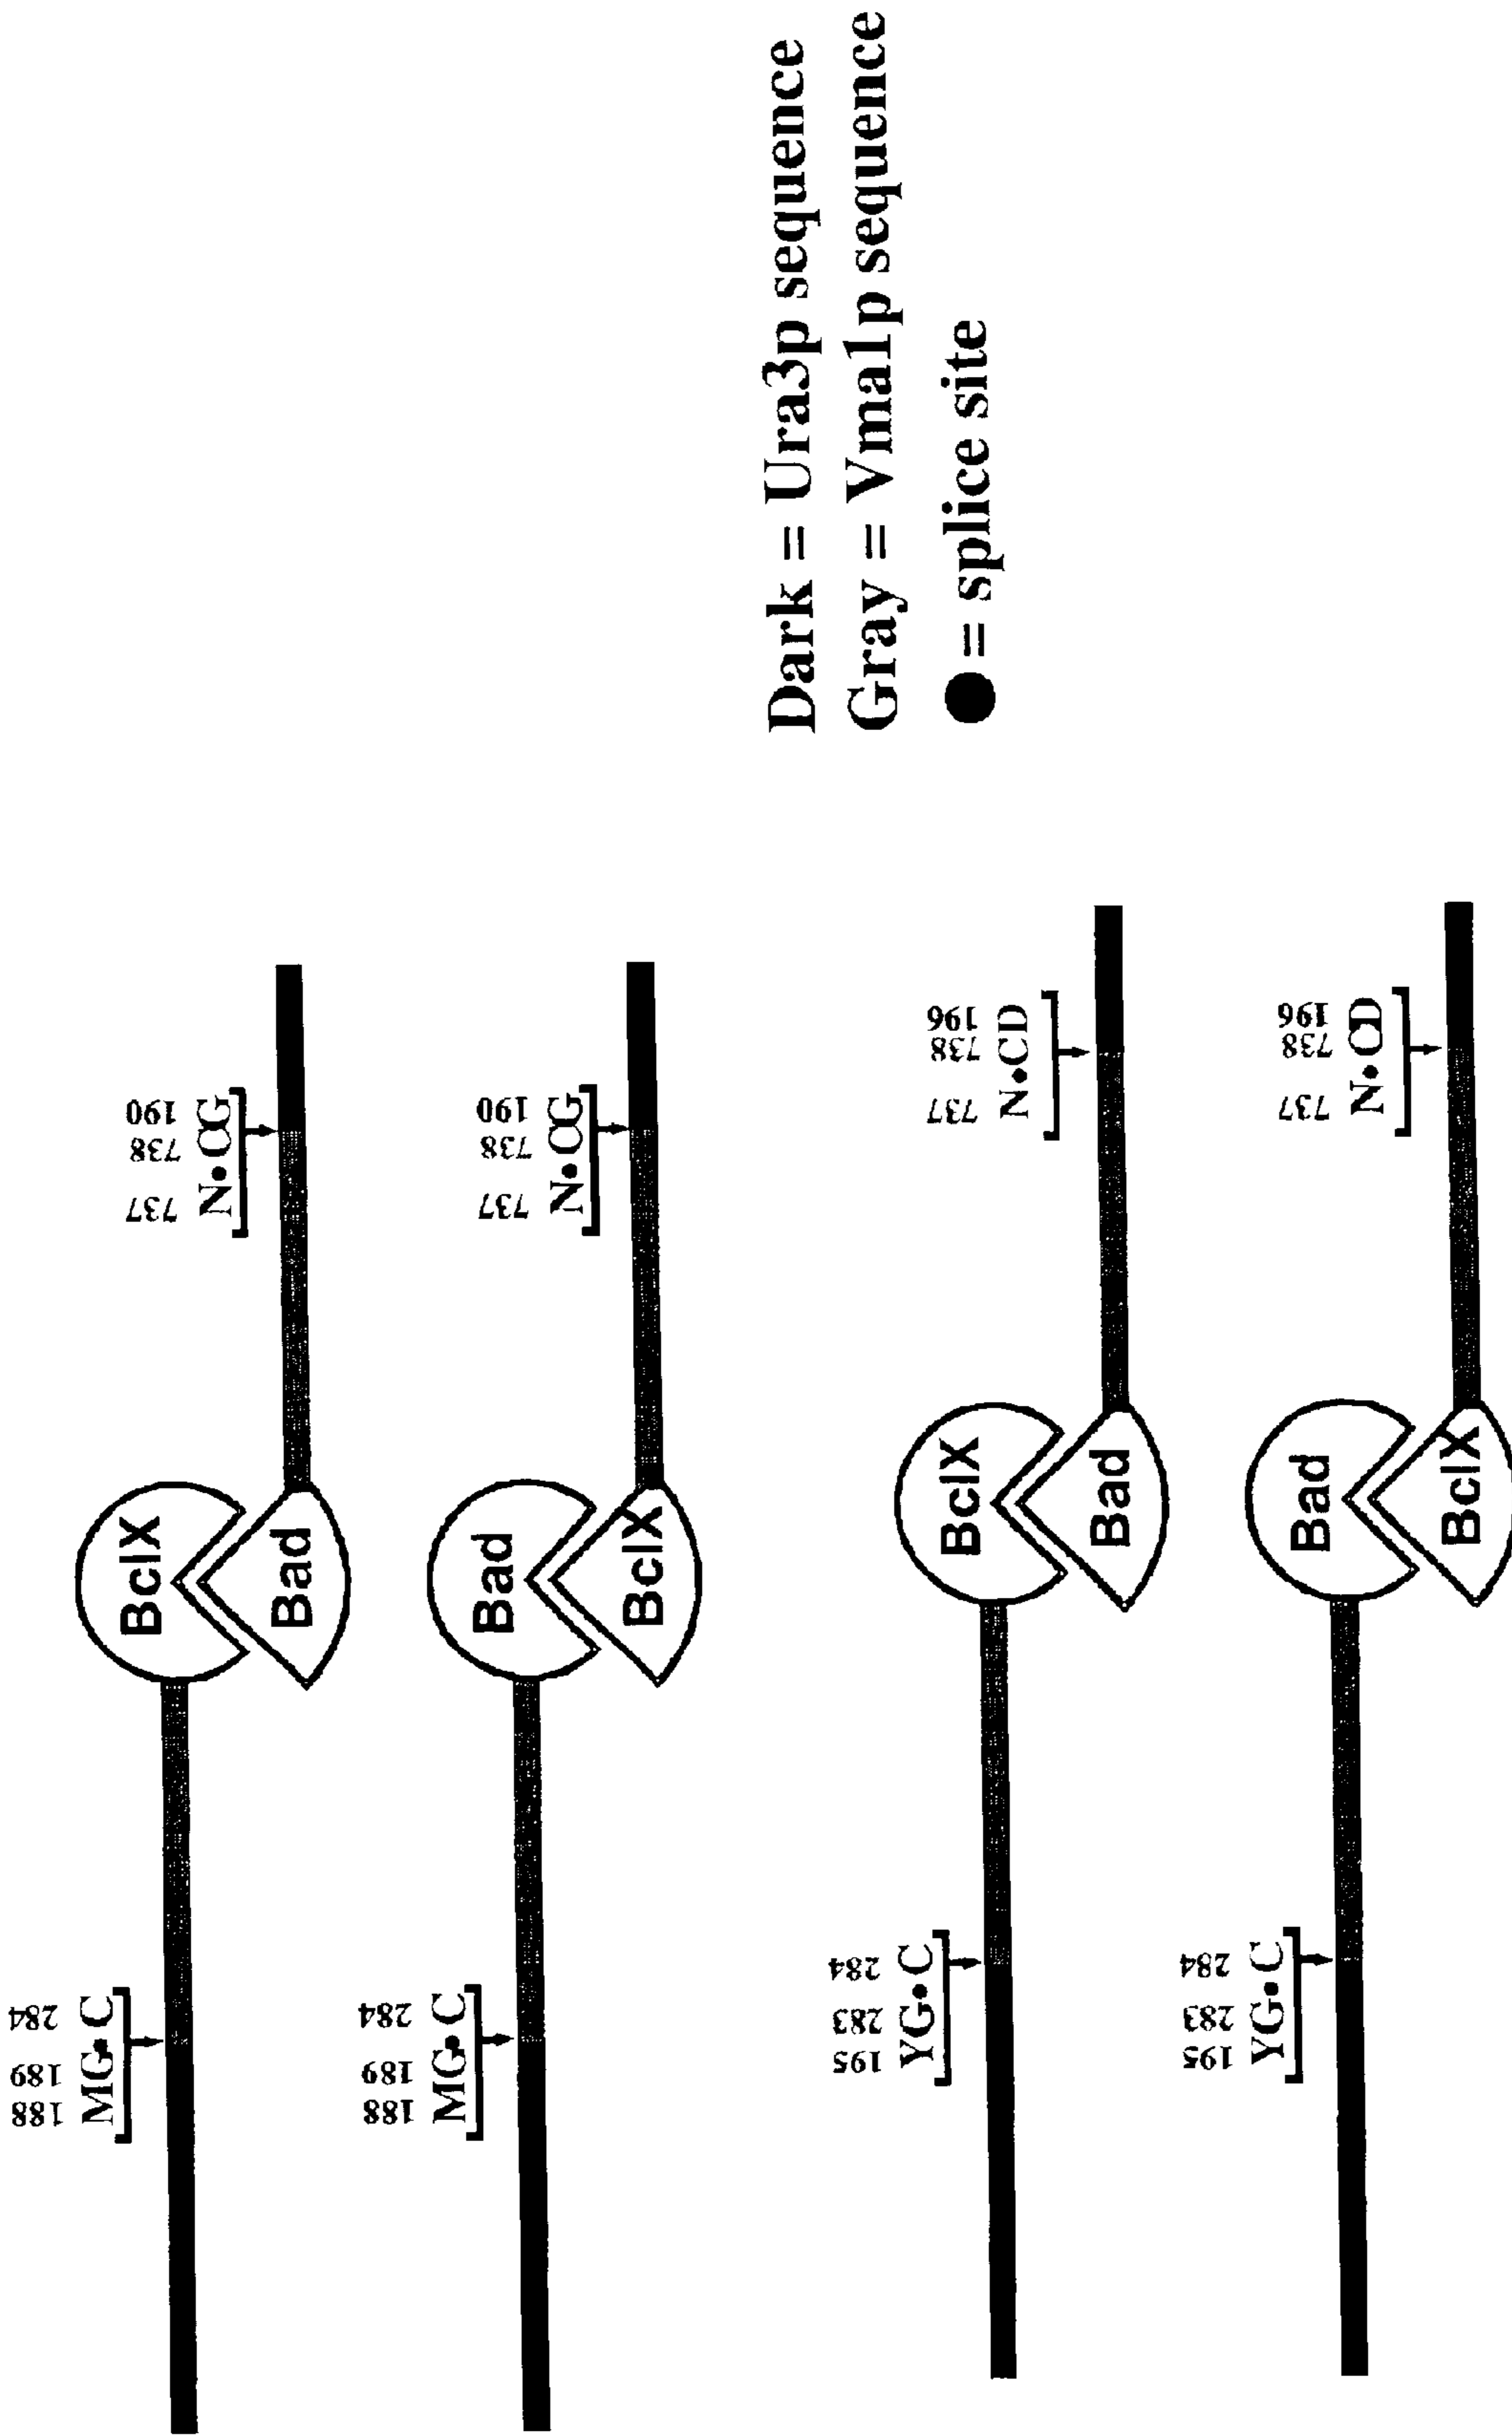 188 189 284
MG•C
737 738 190
N•CG
BclX
Bad
188 189 284
MG•C
737 738 190
N•CG
Bad
BclX
195 283 284
YG•C
737 738 196
N•CD
BclX
Bad
195 283 284
YG•C
737 738 196
N•CD
Bad
BclX
Dark = Ura3p sequence
Gray = Vma1p sequence
● = splice site